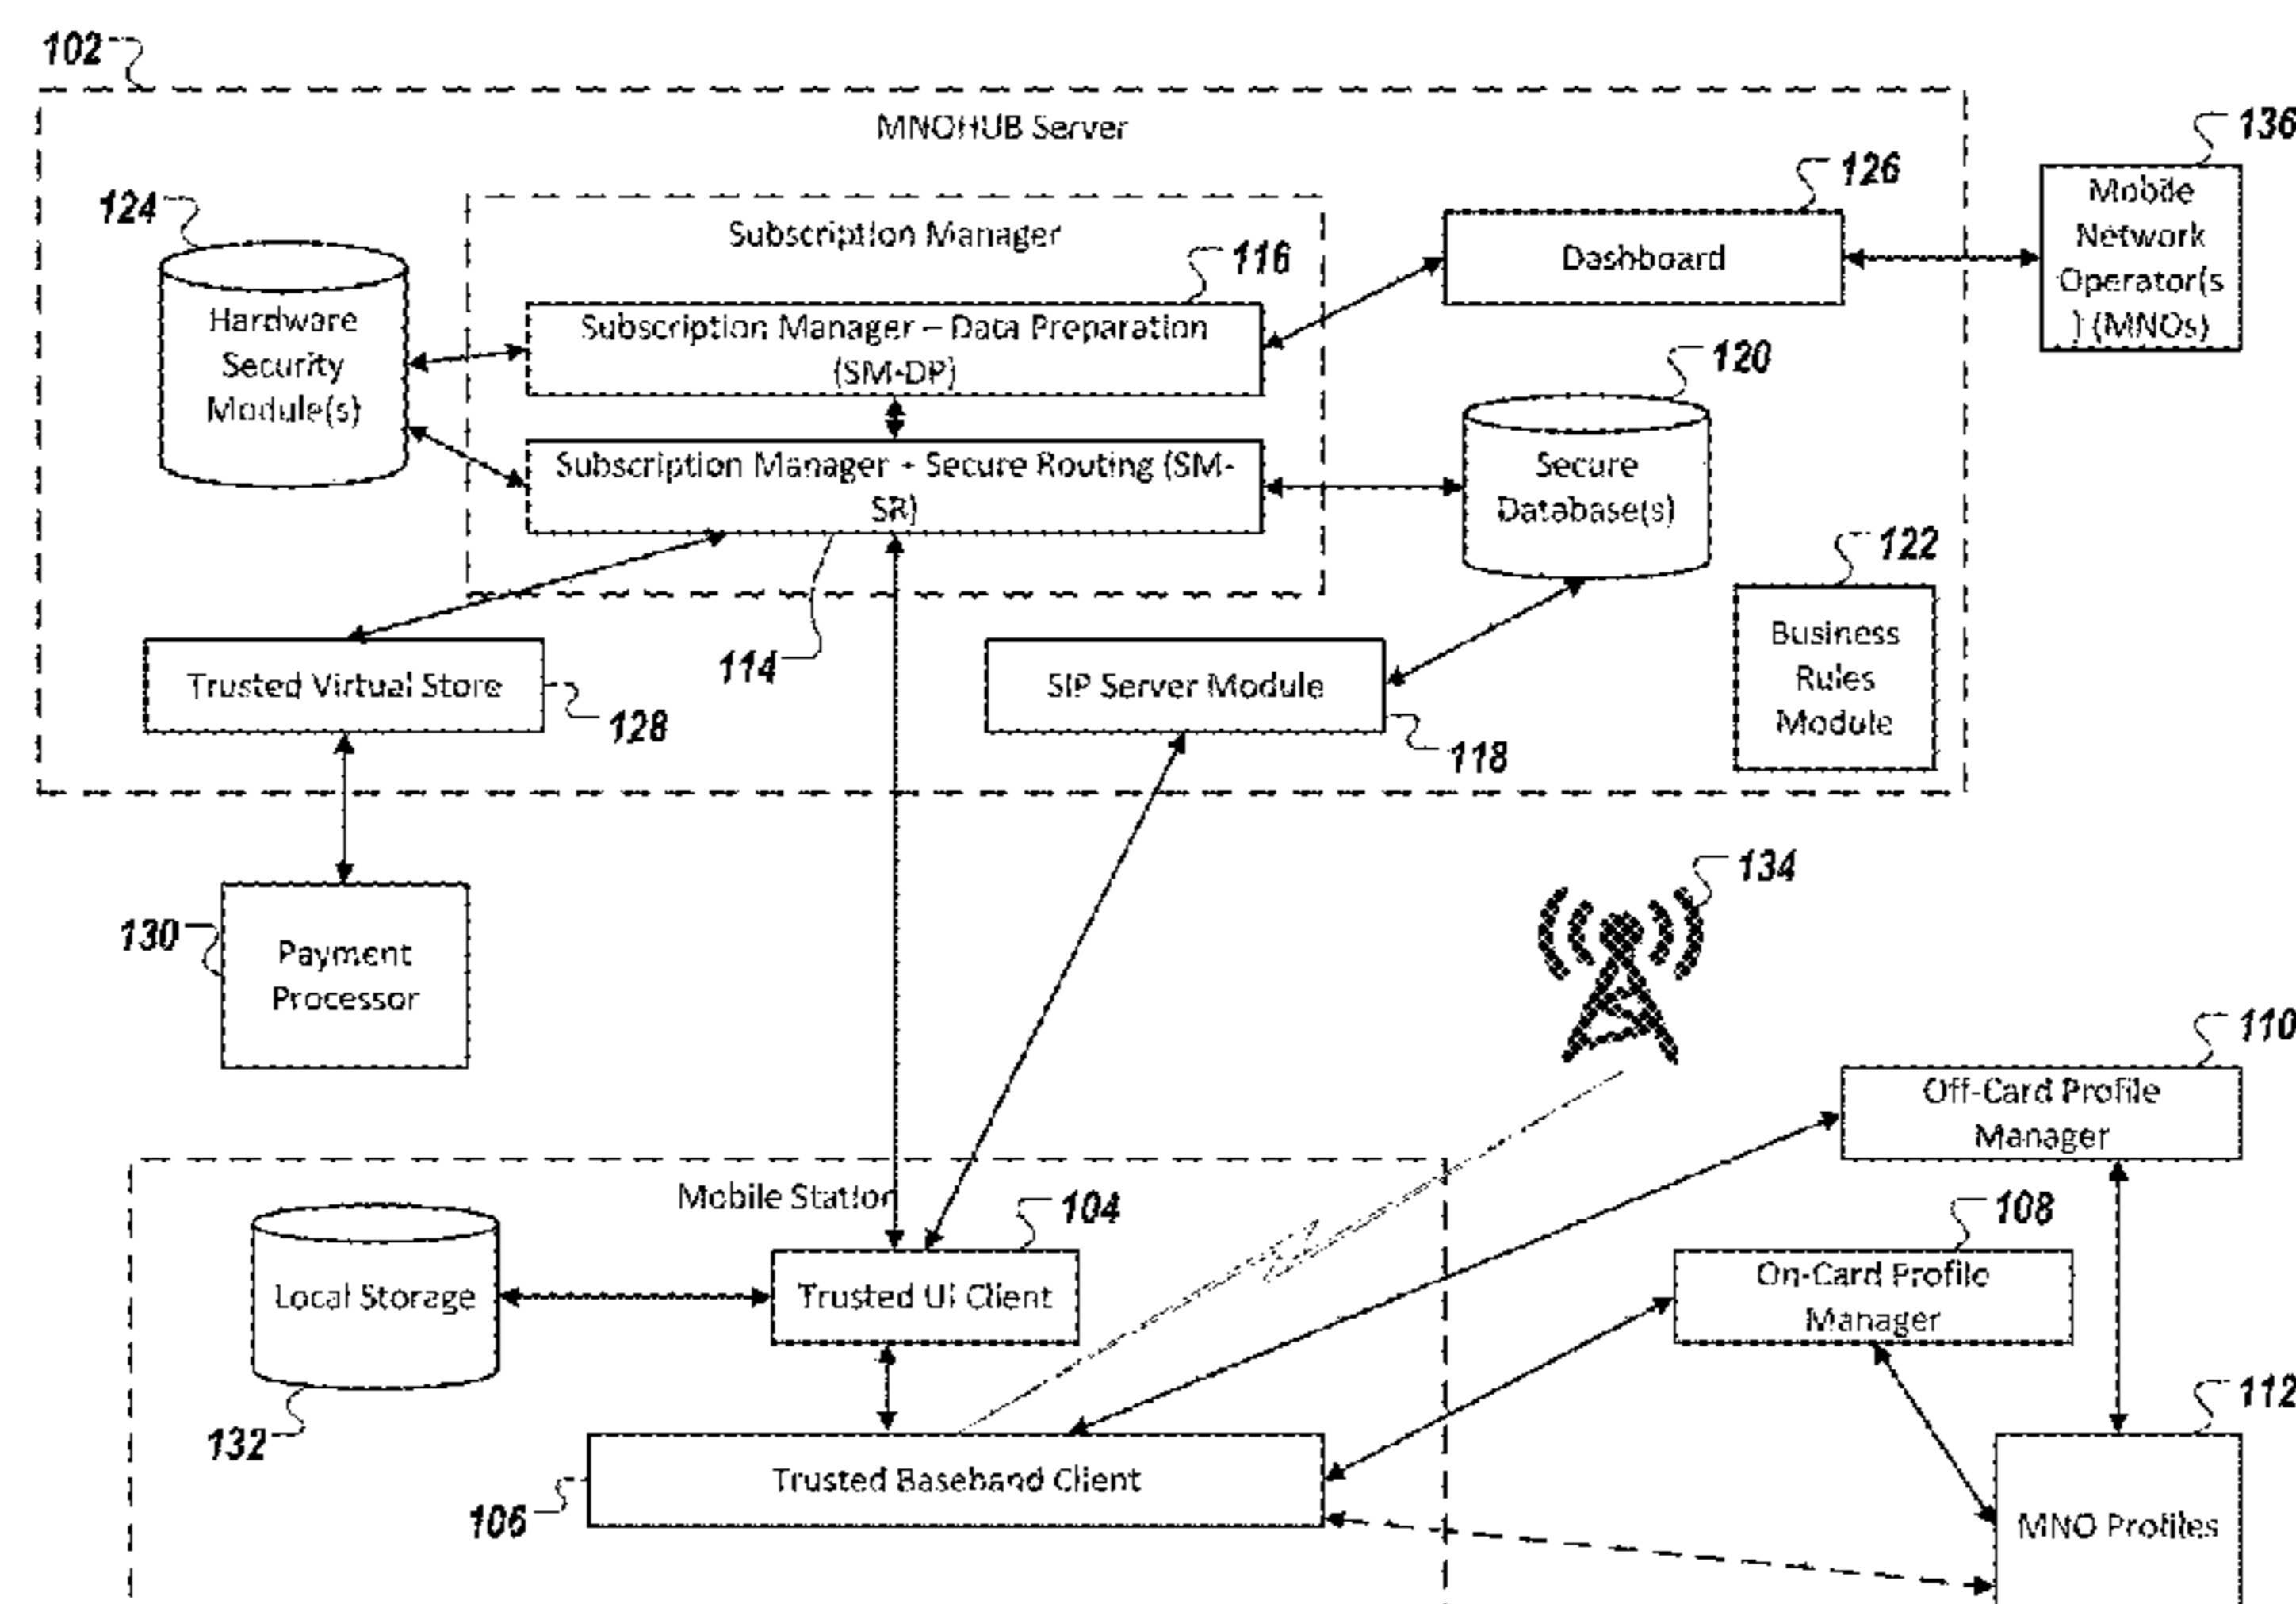 102
MNOHUB Server
136
Mobile
Network
Operator(s
) (MNOs)
126
Dashboard
124
Hardware
Security
Module(s)
Subscription Manager
116
Subscription Manager – Data Preparation
(SM-DP)
120
Secure
Database(s)
Subscription Manager - Secure Routing (SM-
SR)
122
Business
Rules
Module
114
Trusted Virtual Store
128
SIP Server Module
118
134
130
Payment
Processor
110
Off-Card Profile
Manager
Mobile Station
104
108
On-Card Profile
Manager
Local Storage
Trusted UI Client
132
112
106
Trusted Baseband Client
MNO Profiles